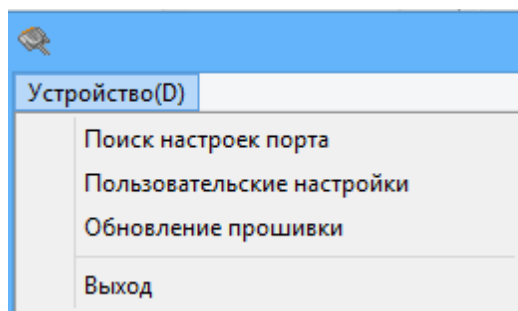 Устройство(D)
Поиск настроек порта
Пользовательские настройки
Обновление прошивки
Выход